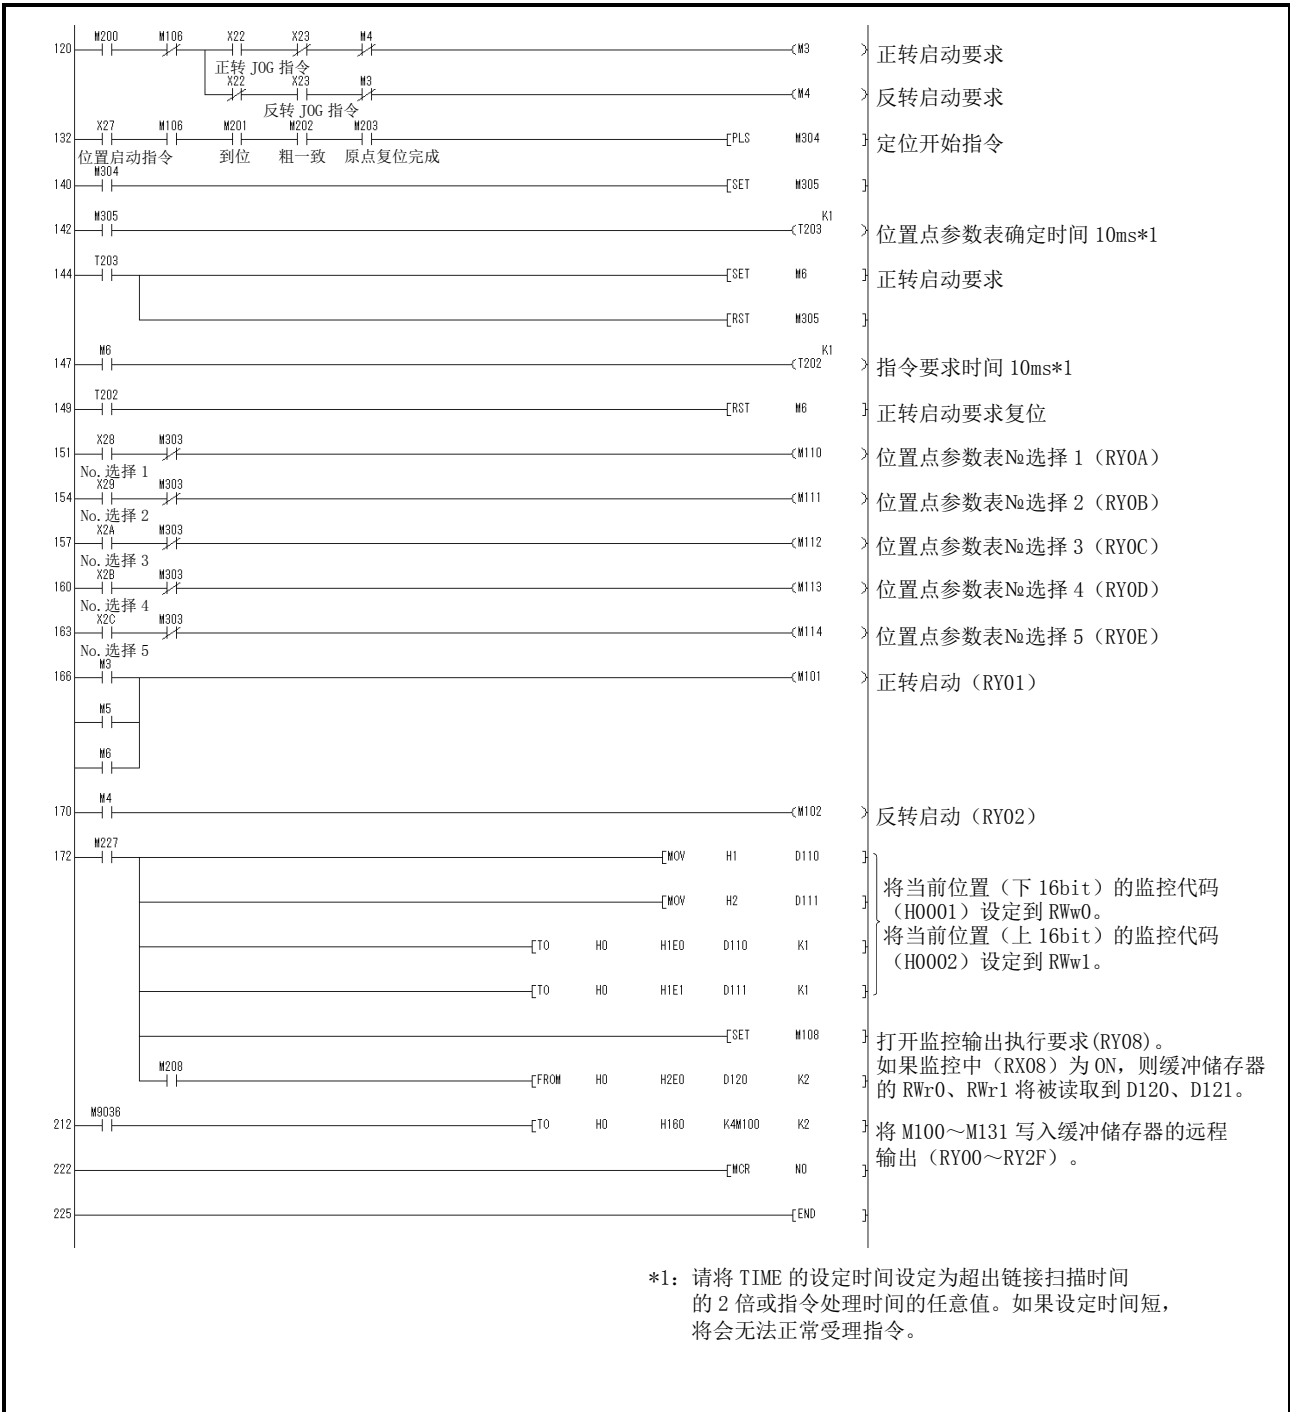 M200 M106 X22 X23 M4
120 (M3 ) 正转启动要求
正转 JOG 指令
X22 X23 M3
(M4 ) 反转启动要求
反转 JOG 指令
X27 M106 M201 M202 M203
132 [PLS M304 ] 定位开始指令
位置启动指令 到位 粗一致 原点复位完成
M304
140 [SET M305 ]
M305 K1
142 (T203 ) 位置点参数表确定时间 10ms*1
T203
144 [SET M6 ] 正转启动要求
[RST M305 ]
M6 K1
147 (T202 ) 指令要求时间 10ms*1
T202
149 [RST M6 ] 正转启动要求复位
X28 M303
151 (M110 ) 位置点参数表№选择 1（RY0A）
No.选择 1
X29 M303
154 (M111 ) 位置点参数表№选择 2（RY0B）
No.选择 2
X2A M303
157 (M112 ) 位置点参数表№选择 3（RY0C）
No.选择 3
X2B M303
160 (M113 ) 位置点参数表№选择 4（RY0D）
No.选择 4
X2C M303
163 (M114 ) 位置点参数表№选择 5（RY0E）
No.选择 5
M3
166 (M101 ) 正转启动（RY01）
M5
M6
M4
170 (M102 ) 反转启动（RY02）
M227
172 [MOV H1 D110 ]
将当前位置（下 16bit）的监控代码
[MOV H2 D111 ]
（H0001）设定到 RWw0。
将当前位置（上 16bit）的监控代码
[TO H0 H1E0 D110 K1 ]
（H0002）设定到 RWw1。
[TO H0 H1E1 D111 K1 ]
[SET M108 ] 打开监控输出执行要求(RY08)。
M208 如果监控中（RX08）为 ON，则缓冲储存器
[FROM H0 H2E0 D120 K2 ] 的 RWr0、RWr1 将被读取到 D120、D121。
M9036
212 [TO H0 H160 K4M100 K2 ] 将 M100～M131 写入缓冲储存器的远程
输出（RY00～RY2F）。
222 [MCR N0 ]
225 [END ]
*1：请将 TIME 的设定时间设定为超出链接扫描时间
的 2 倍或指令处理时间的任意值。如果设定时间短，
将会无法正常受理指令。